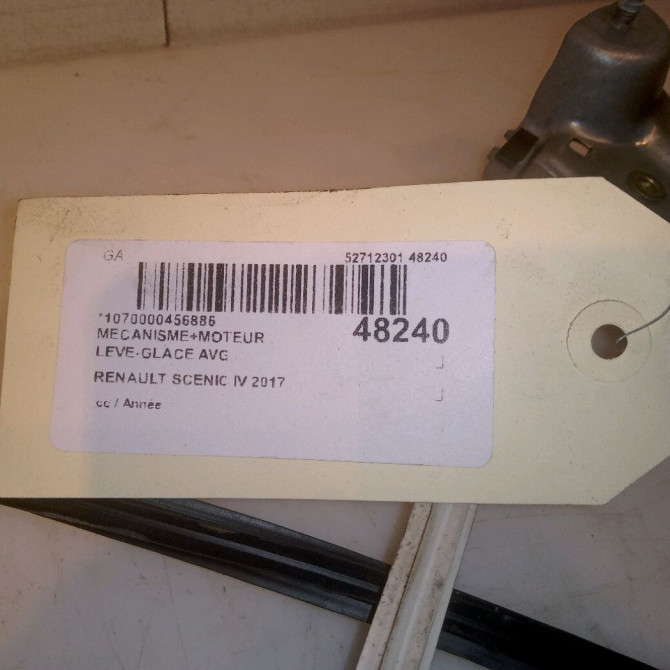 GA
52712301 48240
*1070000456886
48240
MECANISME+MOTEUR
LEVE-GLACE AVG
RENAULT SCENIC IV 2017
cc / Année